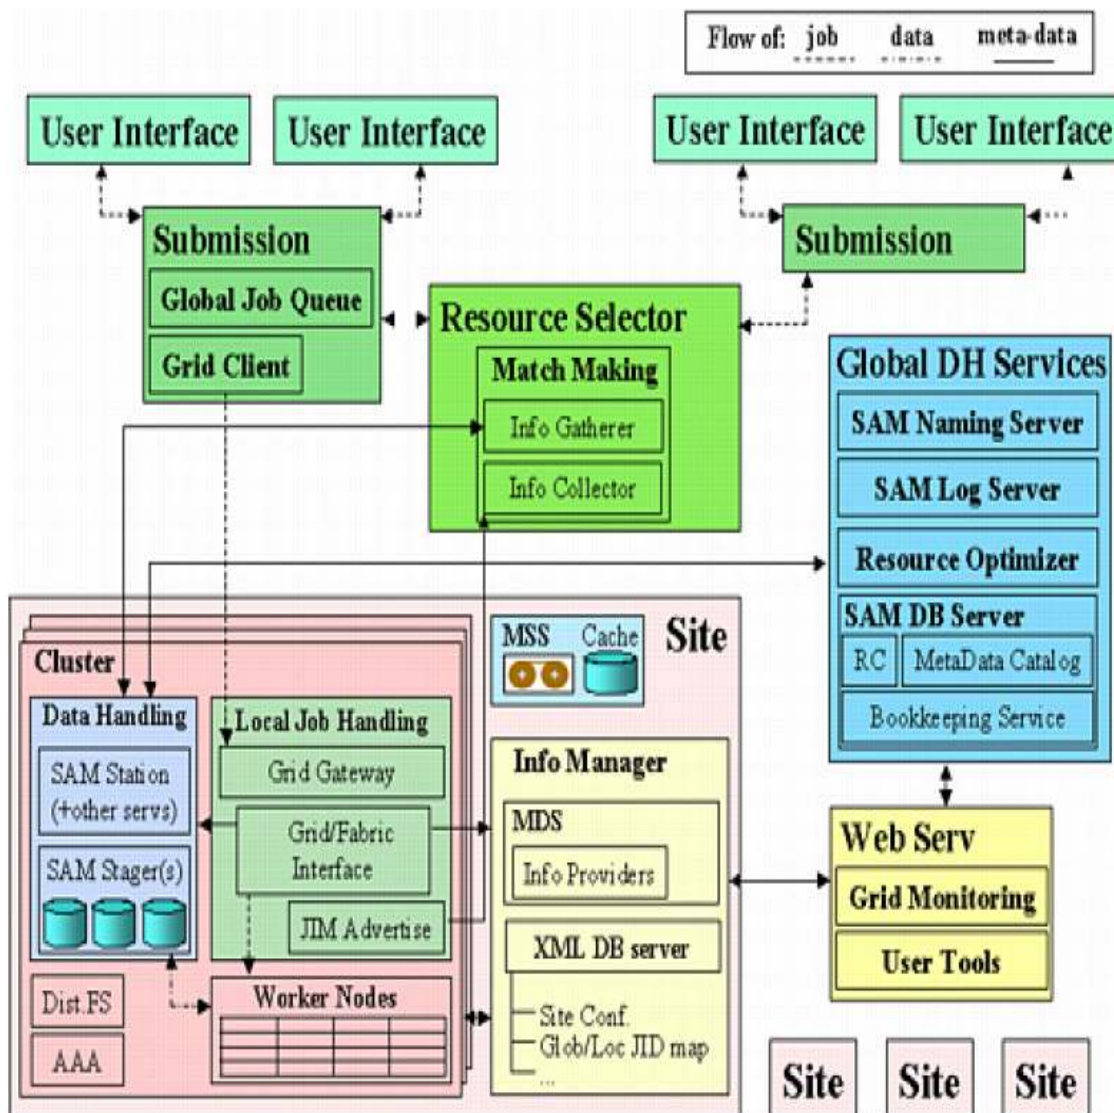 Flow of: job data meta-data
User Interface
User Interface
User Interface
User Interface
Submission
Global Job Queue
Grid Client
Submission
Resource Selector
Match Making
Info Gatherer
Info Collector
Global DH Services
SAM Naming Server
SAM Log Server
Resource Optimizer
SAM DB Server
RC
MetaData Catalog
Bookkeeping Service
Site
MSS
Cache
Cluster
Data Handling
SAM Station
(+other servs)
SAM Stager(s)
Local Job Handling
Grid Gateway
Grid/Fabric
Interface
JIM Advertise
Dist.FS
AAA
Worker Nodes
Info Manager
MDS
Info Providers
XML DB server
Site Conf.
Glob/Loc JID map
...
Web Serv
Grid Monitoring
User Tools
Site
Site
Site